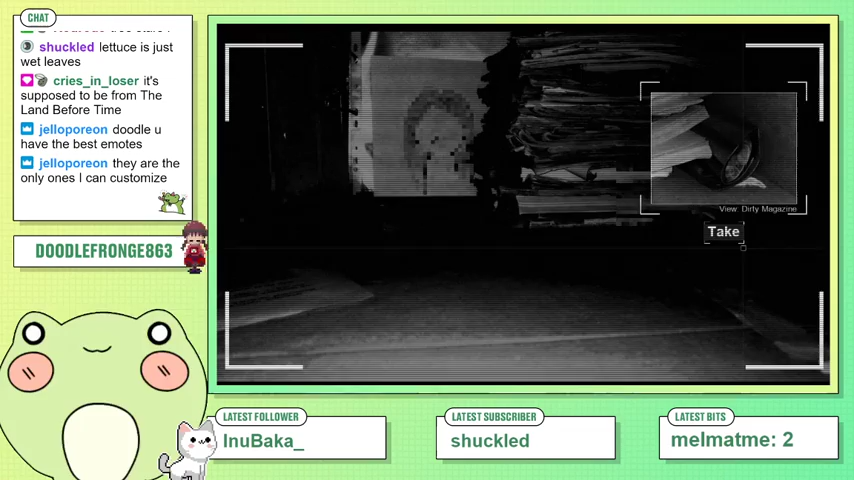 CHAT
shuckled lettuce is just
wet leaves
cries_in_loser it's
supposed to be from The
Land Before Time
jelloporeon doodle u
have the best emotes
jelloporeon they are the
only ones I can customize
DOODLEFRONGE863
View: Dirty Magazine
Take
LATEST FOLLOWER
InuBaka_
LATEST SUBSCRIBER
shuckled
LATEST BITS
melmatme: 2